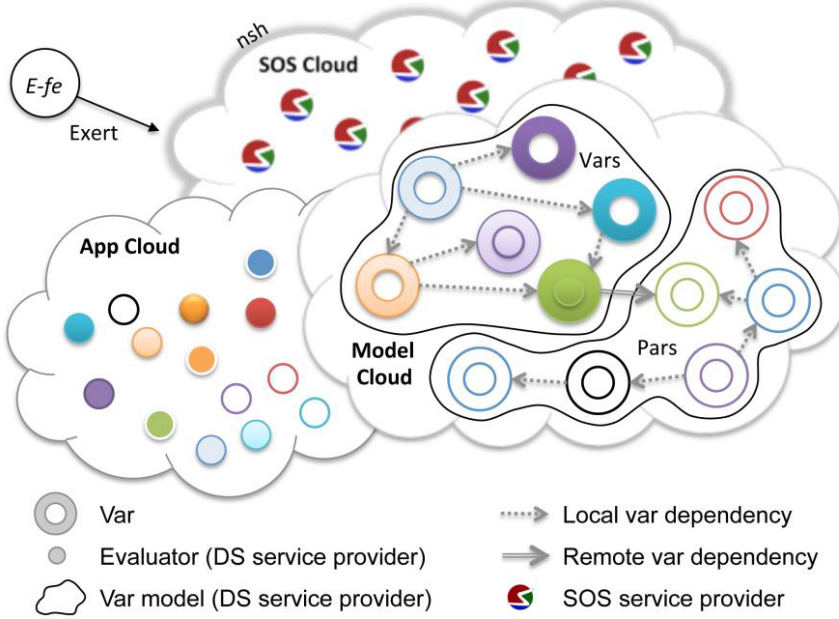 nsh
SOS Cloud
E-fe
Exert
Vars
App Cloud
Model
Cloud
Pars
Var
Local var dependency
Evaluator (DS service provider)
Remote var dependency
Var model (DS service provider)
SOS service provider